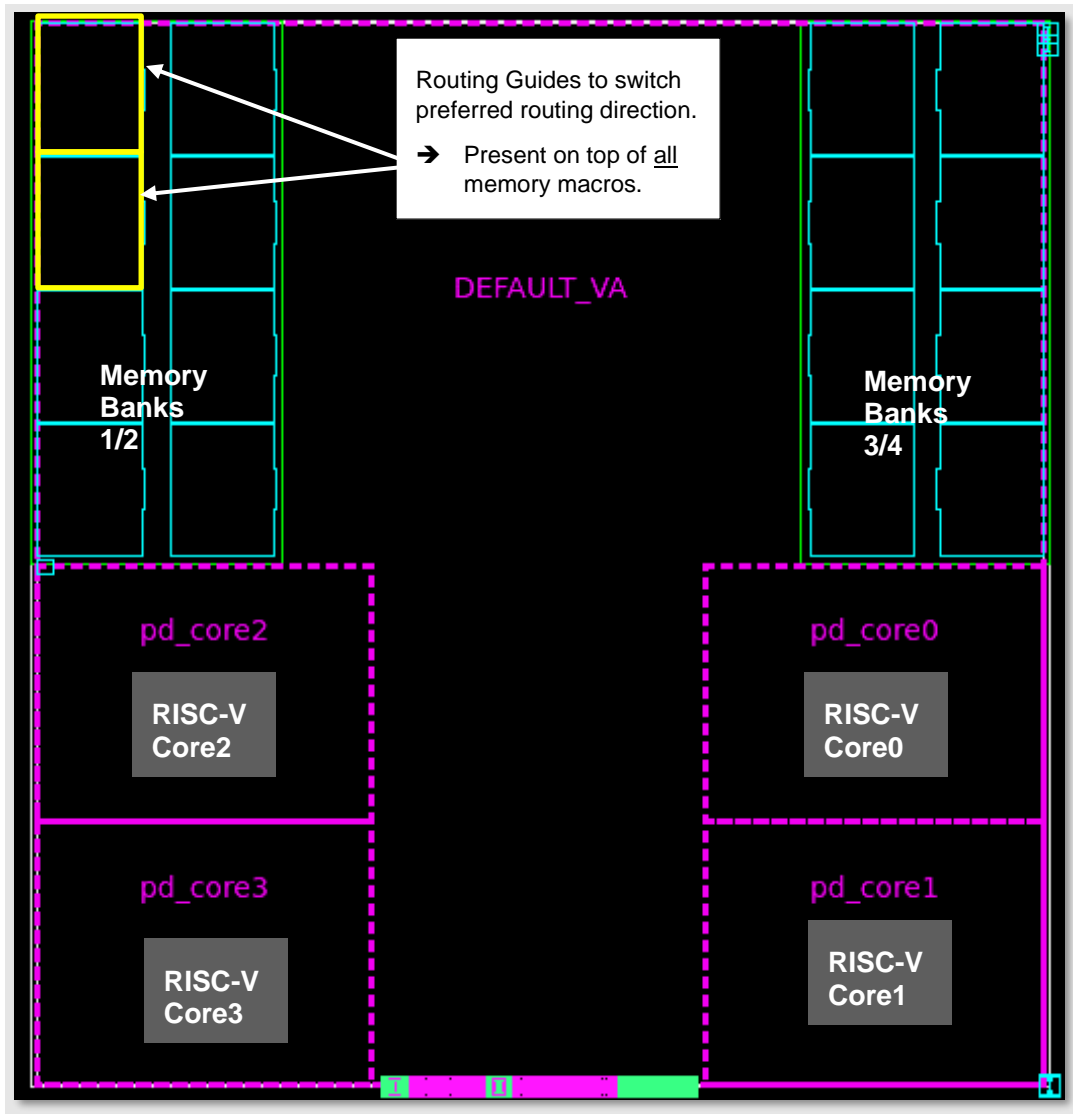 Routing Guides to switch
preferred routing direction.
➔ Present on top of all
memory macros.
DEFAULT_VA
Memory
Banks
1/2
Memory
Banks
3/4
pd_core2
pd_core0
RISC-V
Core2
RISC-V
Core0
pd_core3
pd_core1
RISC-V
Core3
RISC-V
Core1